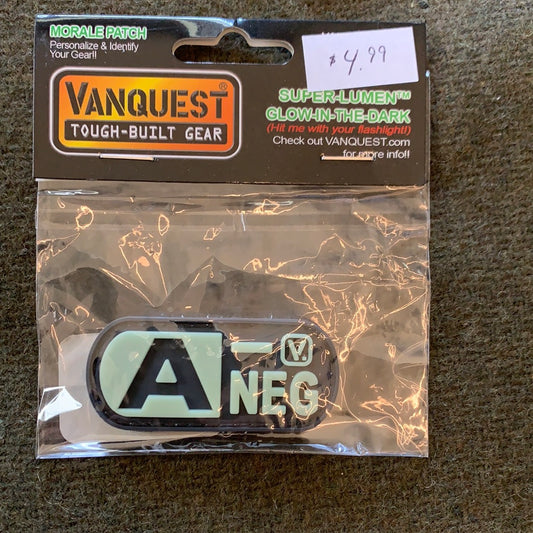 MORALE PATCH
Personalize & Identify
Your Gear!!
$4.99
VANQUEST®
TOUGH-BUILT GEAR
SUPER-LUMEN™
GLOW-IN-THE-DARK
(Hit me with your flashlight!)
Check out VANQUEST.com
for more info!!
A -
V.
NEG